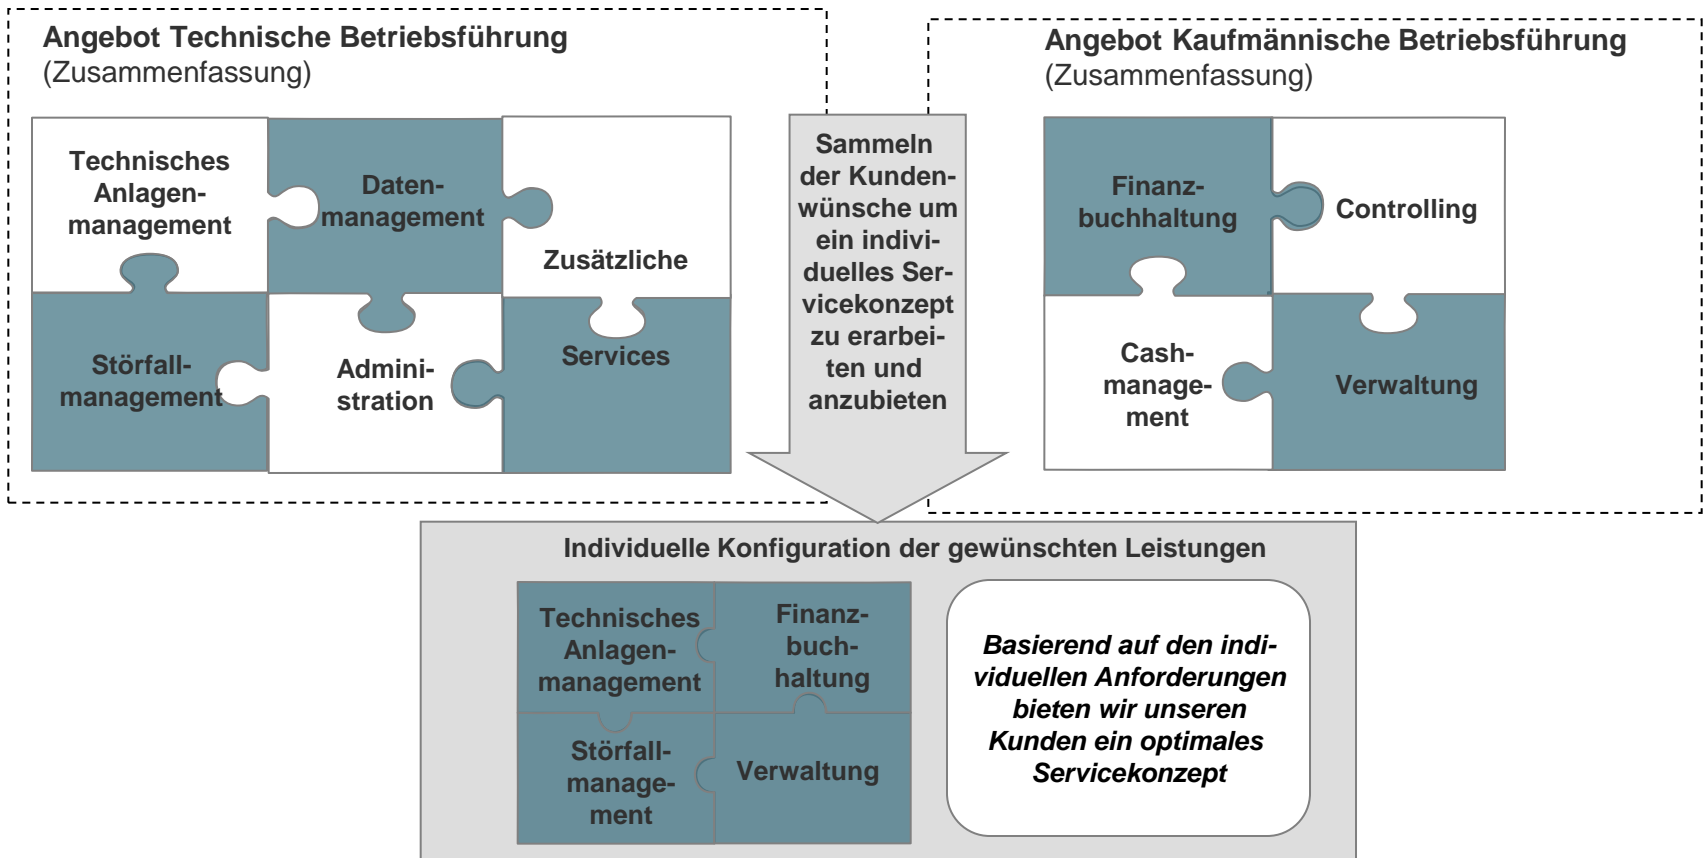 Angebot Technische Betriebsführung
(Zusammenfassung)
Technisches
Anlagen-
management
Daten-
management
Zusätzliche
Störfall-
management
Admini-
stration
Services
Sammeln
der Kunden-
wünsche um
ein indivi-
duelles Ser-
vicekonzept
zu erarbei-
ten und
anzubieten
Angebot Kaufmännische Betriebsführung
(Zusammenfassung)
Finanz-
buchhaltung
Controlling
Cash-
manage-
ment
Verwaltung
Individuelle Konfiguration der gewünschten Leistungen
Technisches
Anlagen-
management
Finanz-
buch-
haltung
Störfall-
manage-
ment
Verwaltung
Basierend auf den indi-
viduellen Anforderungen
bieten wir unseren
Kunden ein optimales
Servicekonzept